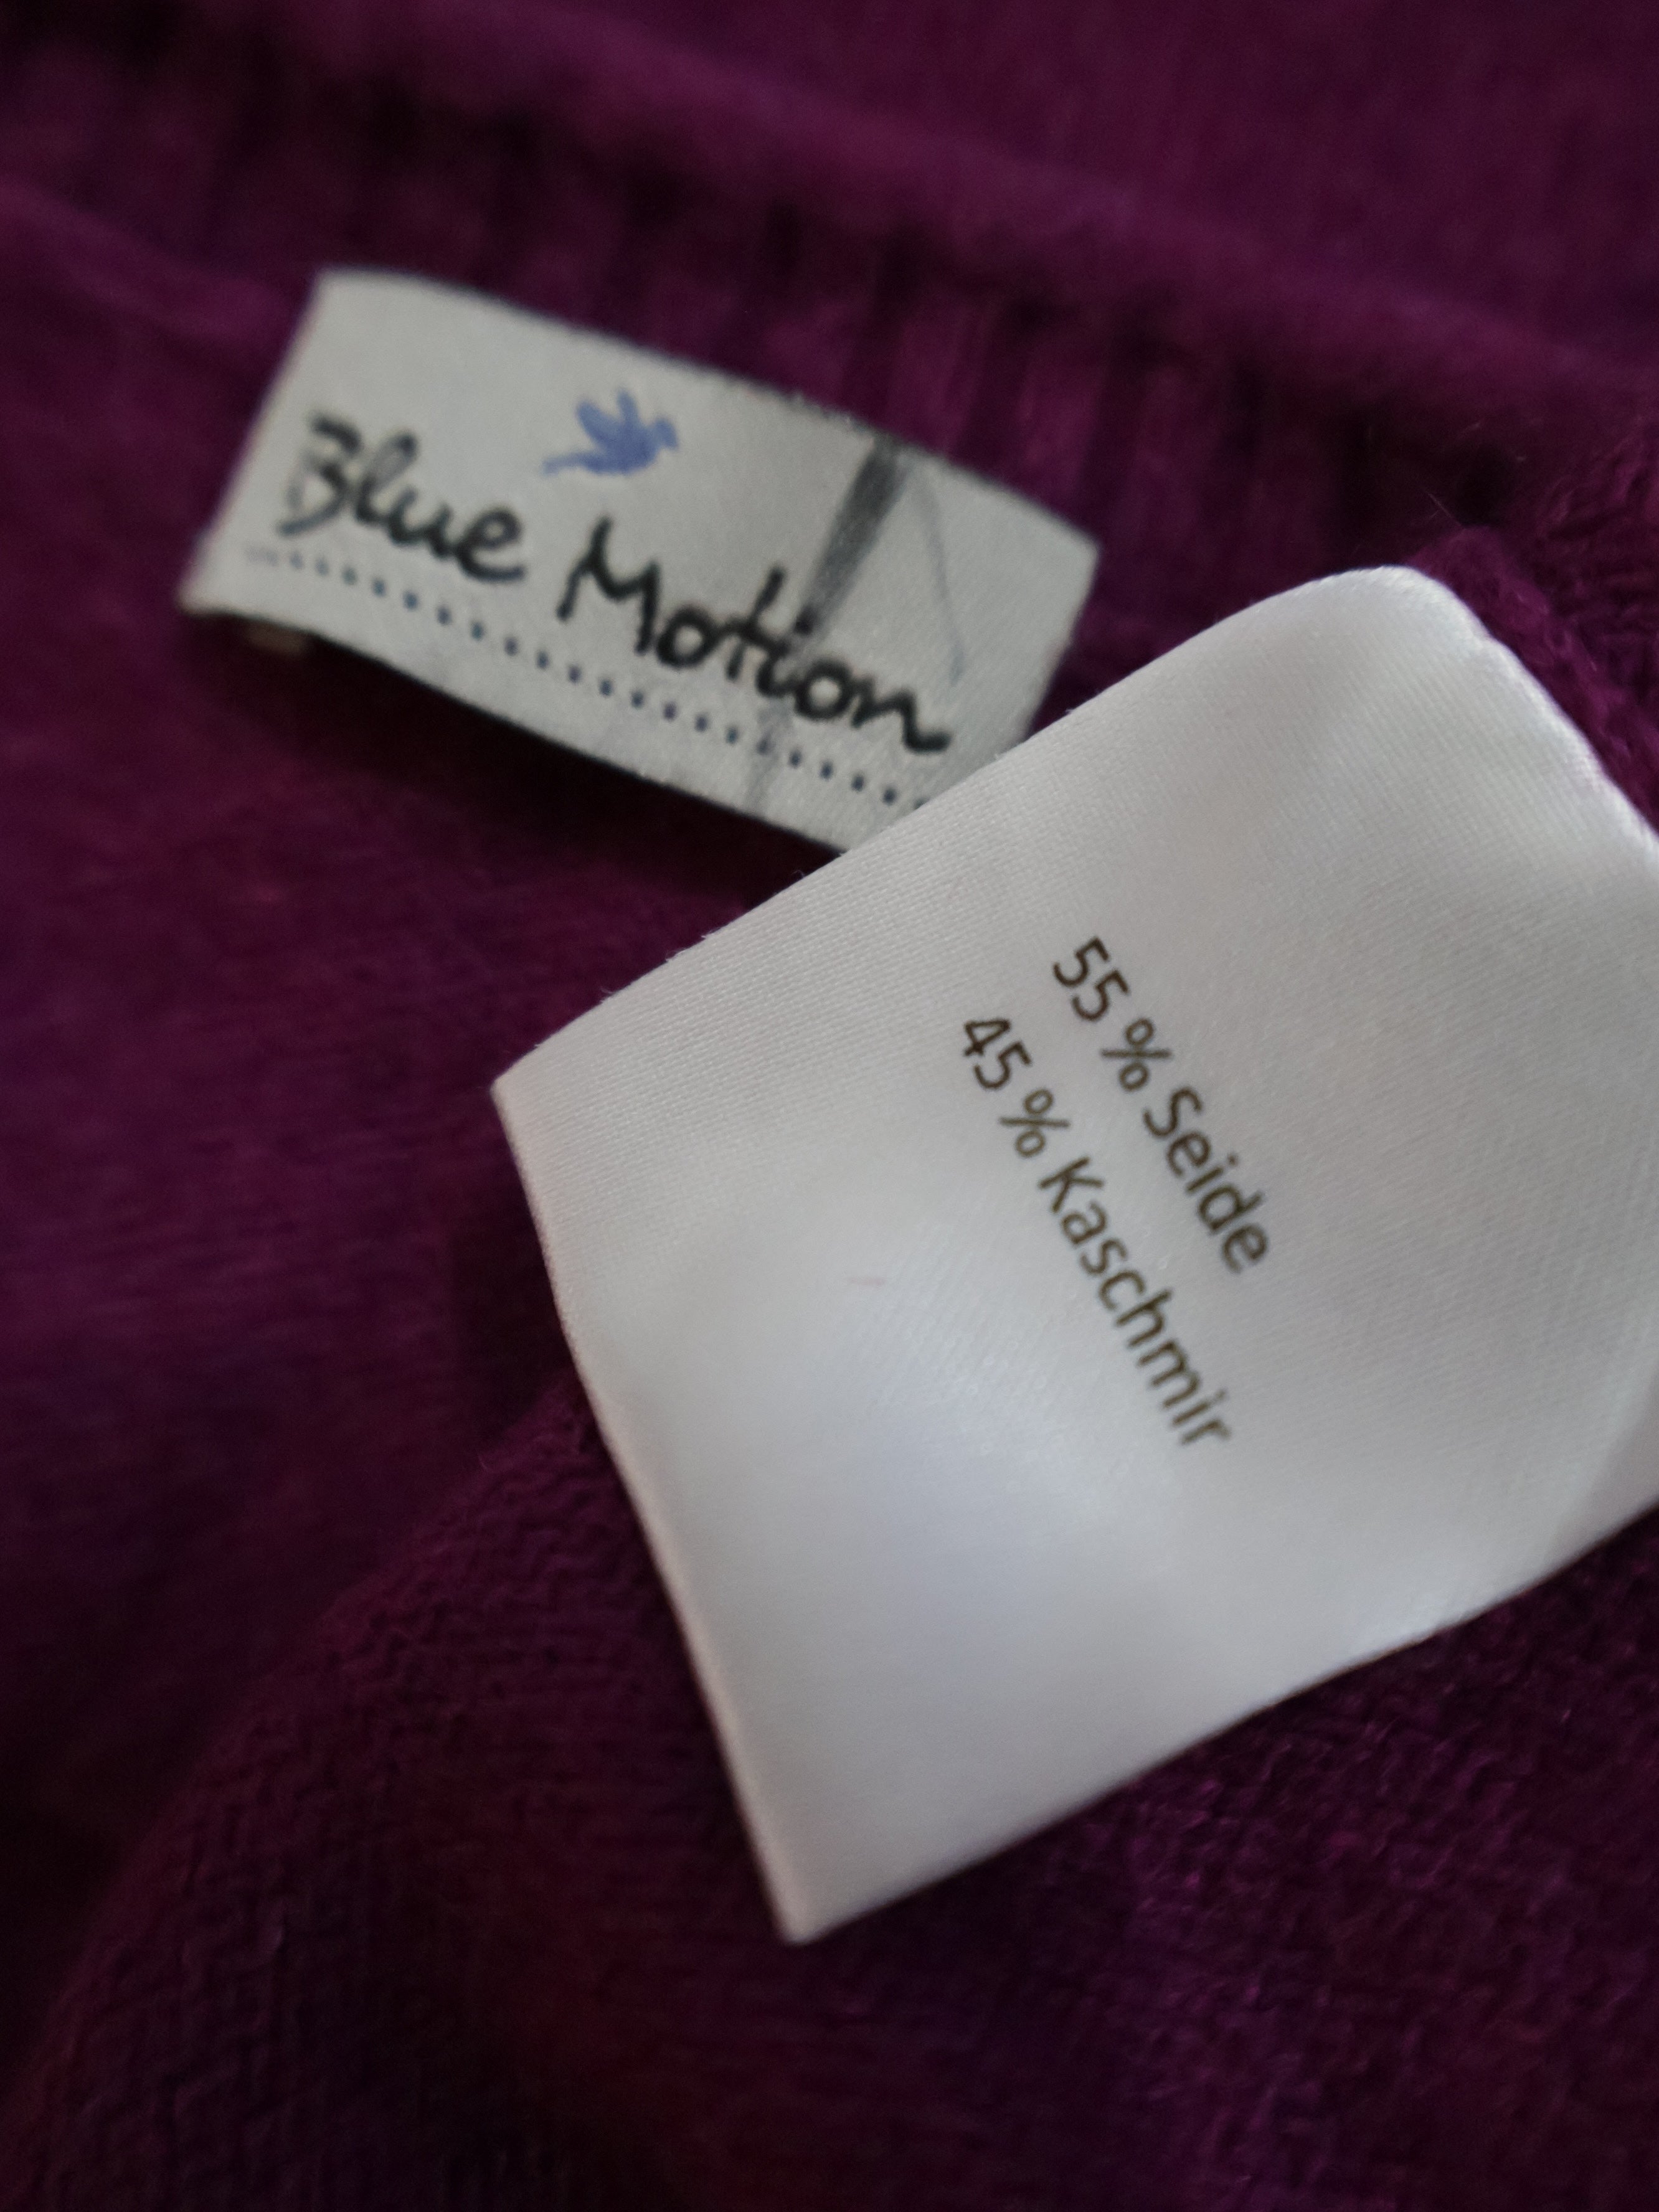 Blue Motion
55 % Seide
45 % Kaschmir